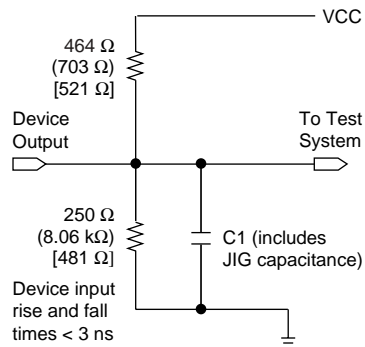 VCC
464 Ω
(703 Ω)
[521 Ω]
Device
Output
To Test
System
250 Ω
(8.06 kΩ)
[481 Ω]
C1 (includes
JIG capacitance)
Device input
rise and fall
times < 3 ns